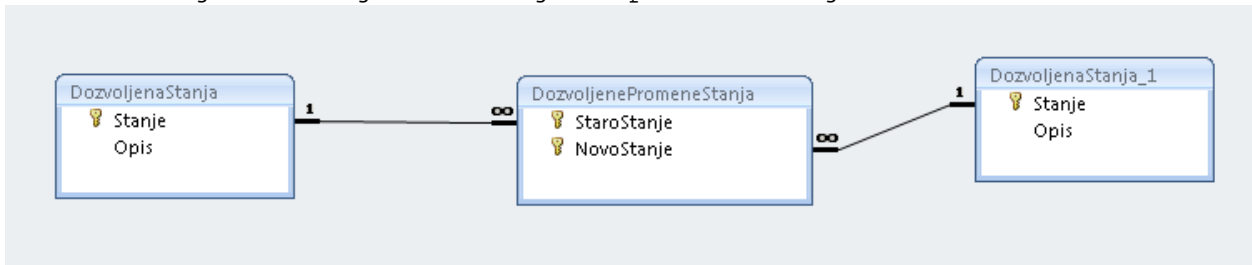 DozvoljenaStanja
Stanje
Opis
1
∞
DozvoljenePromeneStanja
StaroStanje
NovoStanje
∞
1
DozvoljenaStanja_1
Stanje
Opis